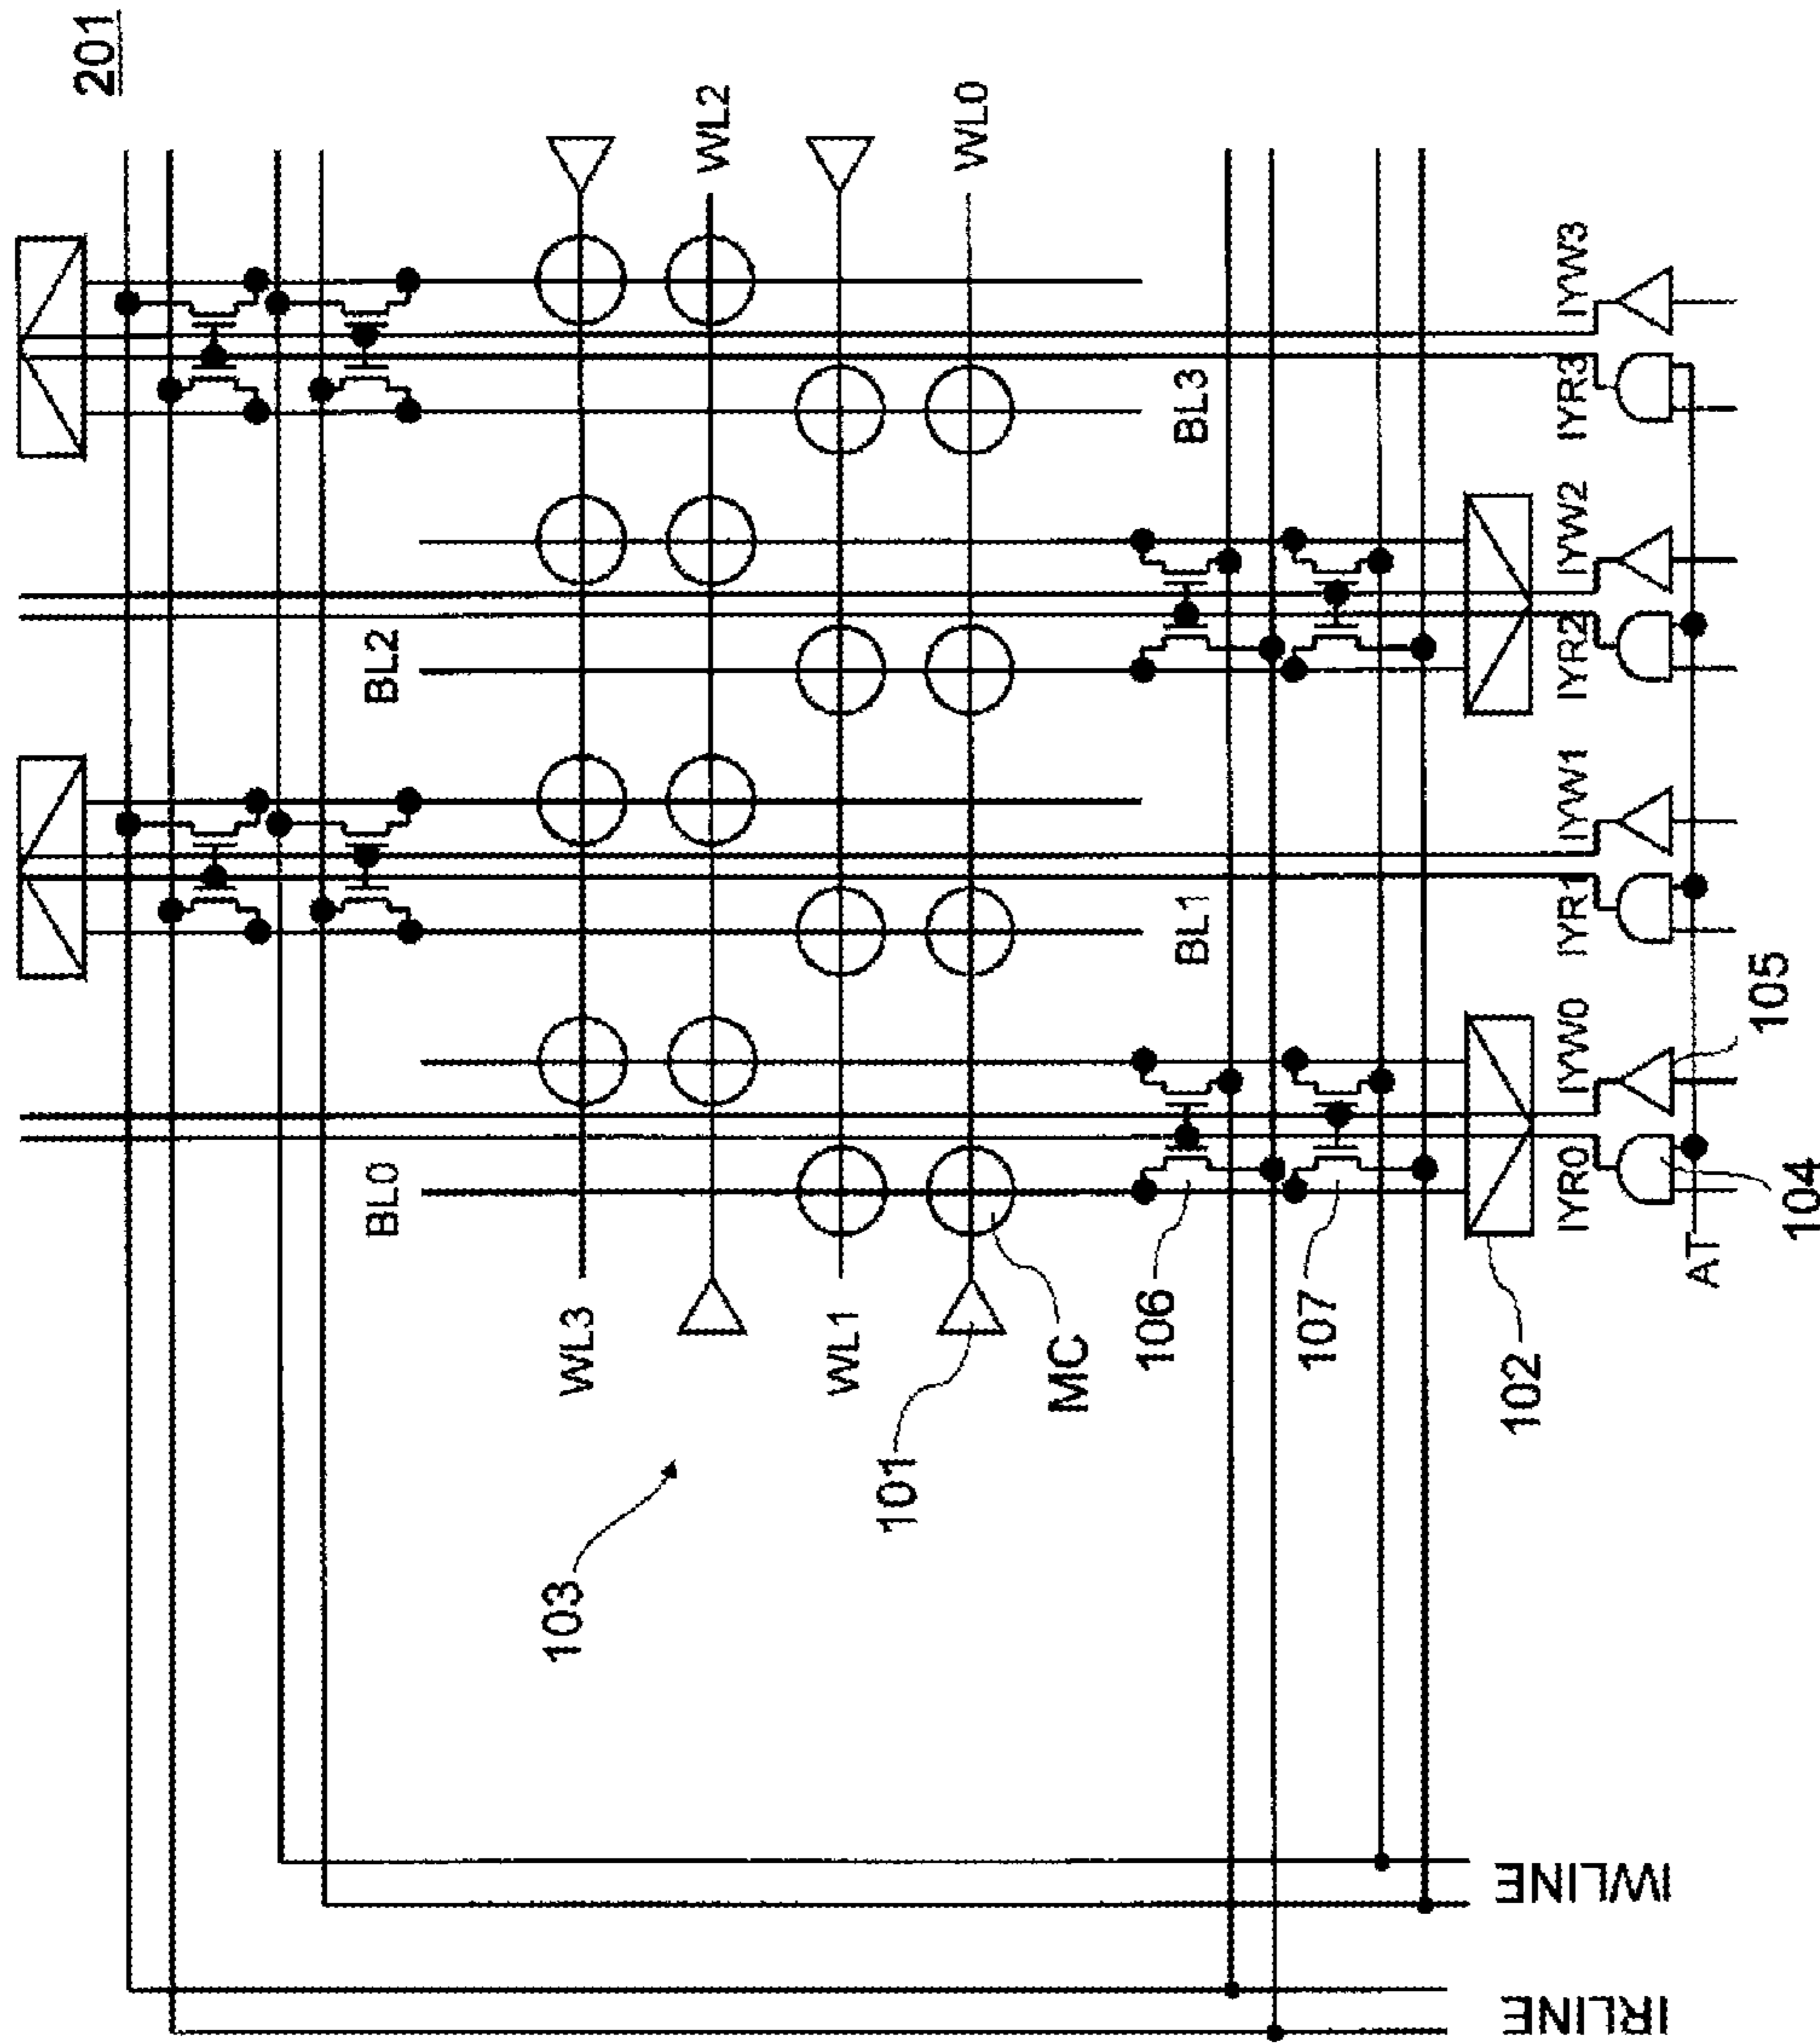 201
WL2
WL0
BL3
BL2
BL1
BL0
WL3
WL1
MC
101
103
106
107
102
IYW3
IYR3
IYW2
IYR2
IYW1
IYR1
IYW0
IYR0
105
104
AT
IWLINE
IRLINE